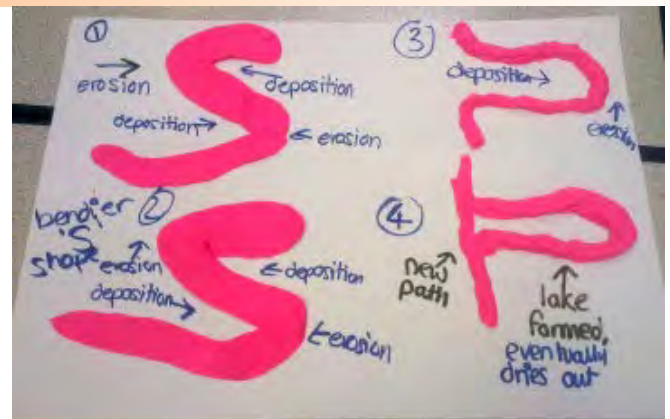 ①
erosion
deposition
deposition
erosion
②
bendier
'S'
shape
erosion
deposition
deposition
erosion
③
deposition
erosion
④
new
path
lake
formed,
eventually
dries out